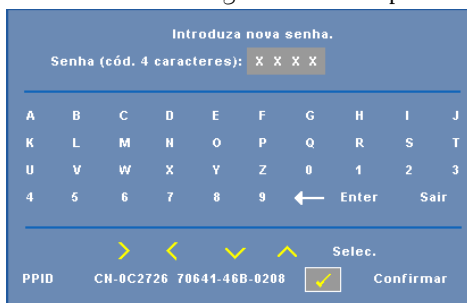 Introduza nova senha.
Senha (cód. 4 caracteres): X X X X
A B C D E F G H I J
K L M N O P Q R S T
U V W X Y Z 0 1 2 3
4 5 6 7 8 9 ← Enter Sair
> < ∨ ∧ Selec.
PPID CN-0C2726 70641-46B-0208 ✓ Confirmar